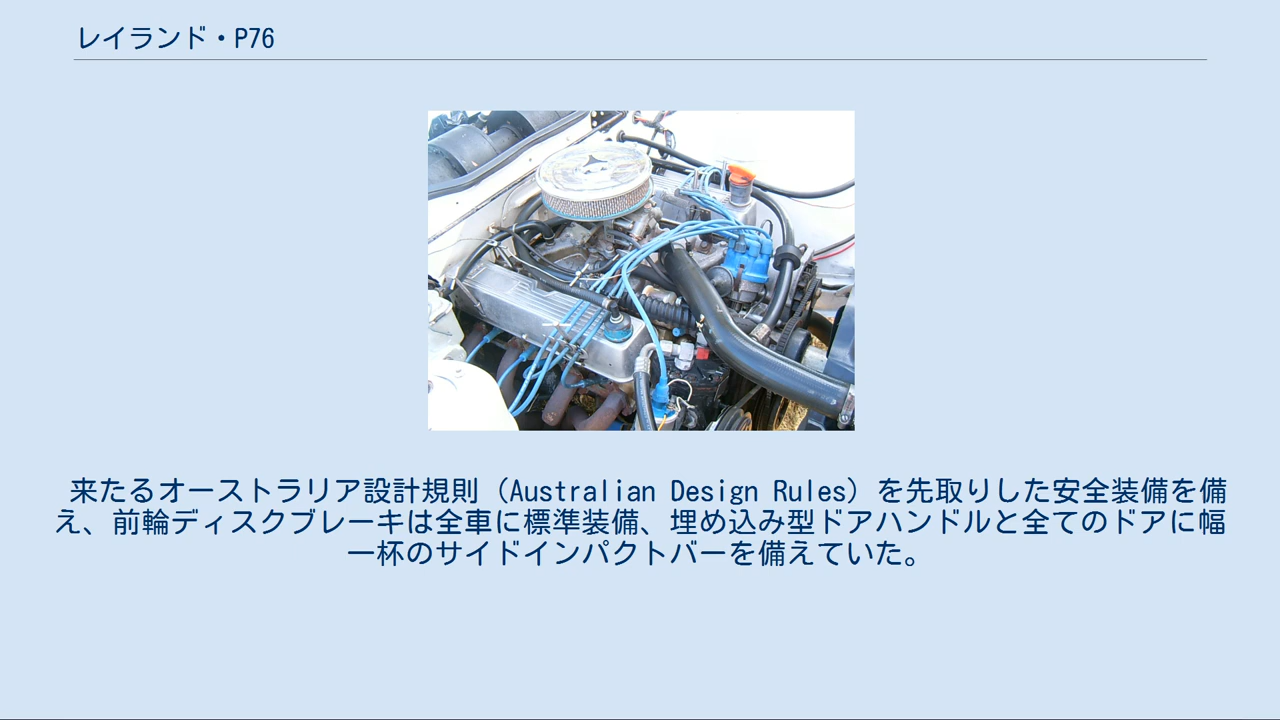 レイランド・P76
来たるオーストラリア設計規則（Australian Design Rules）を先取りした安全装備を備
え、前輪ディスクブレーキは全車に標準装備、埋め込み型ドアハンドルと全てのドアに幅
一杯のサイドインパクトバーを備えていた。